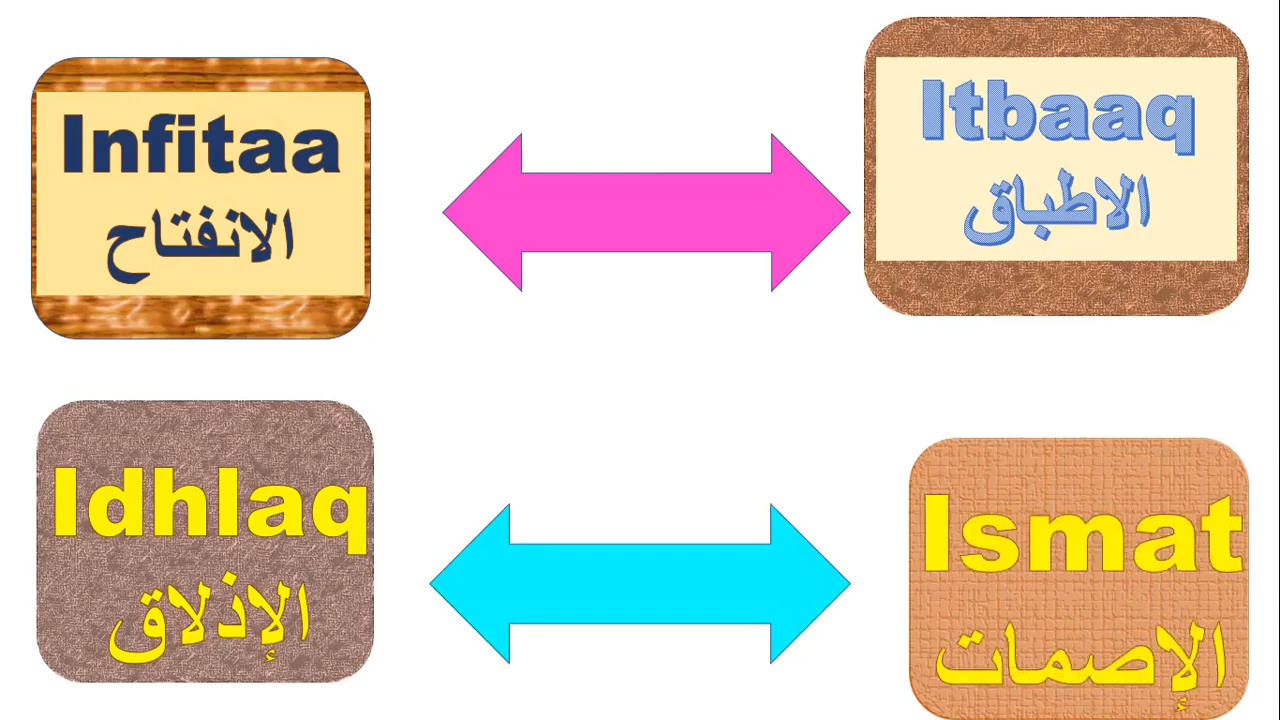 Infitaa
الانفتاح
Itbaaq
الاطباق
Idhlaq
الإذلاق
Ismat
الإصمات